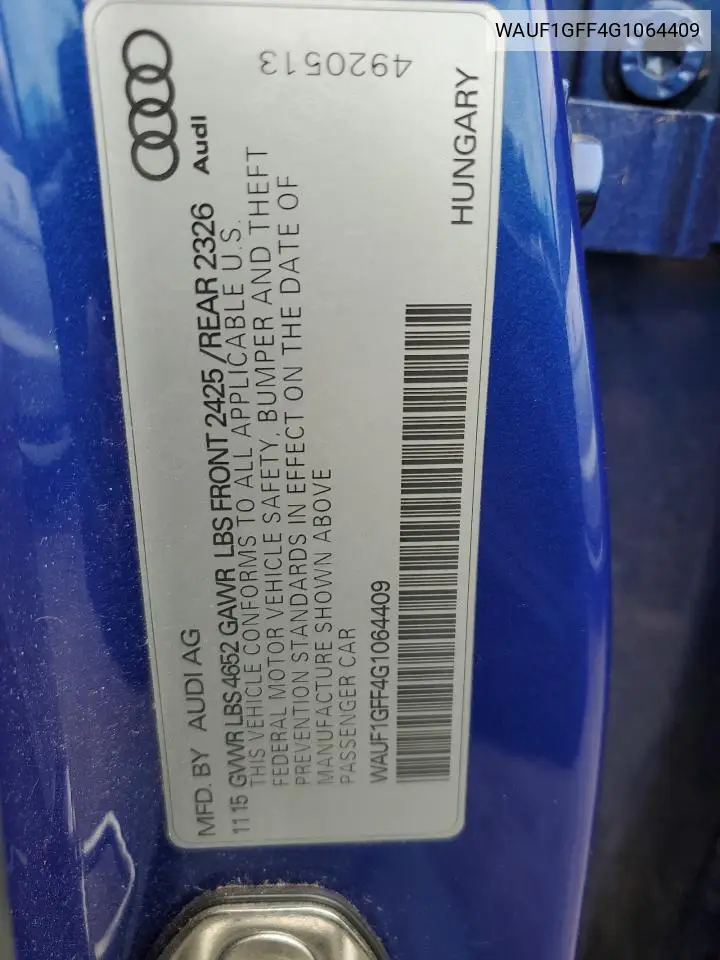 WAUF1GFF4G1064409
4920513
Audi
HUNGARY
MFD. BY AUDI AG
11 15 GVWR LBS 4652 GAWR LBS FRONT 2425 /REAR 2326
THIS VEHICLE CONFORMS TO ALL APPLICABLE U.S.
FEDERAL MOTOR VEHICLE SAFETY, BUMPER AND THEFT
PREVENTION STANDARDS IN EFFECT ON THE DATE OF
MANUFACTURE SHOWN ABOVE
PASSENGER CAR
WAUF1GFF4G1064409